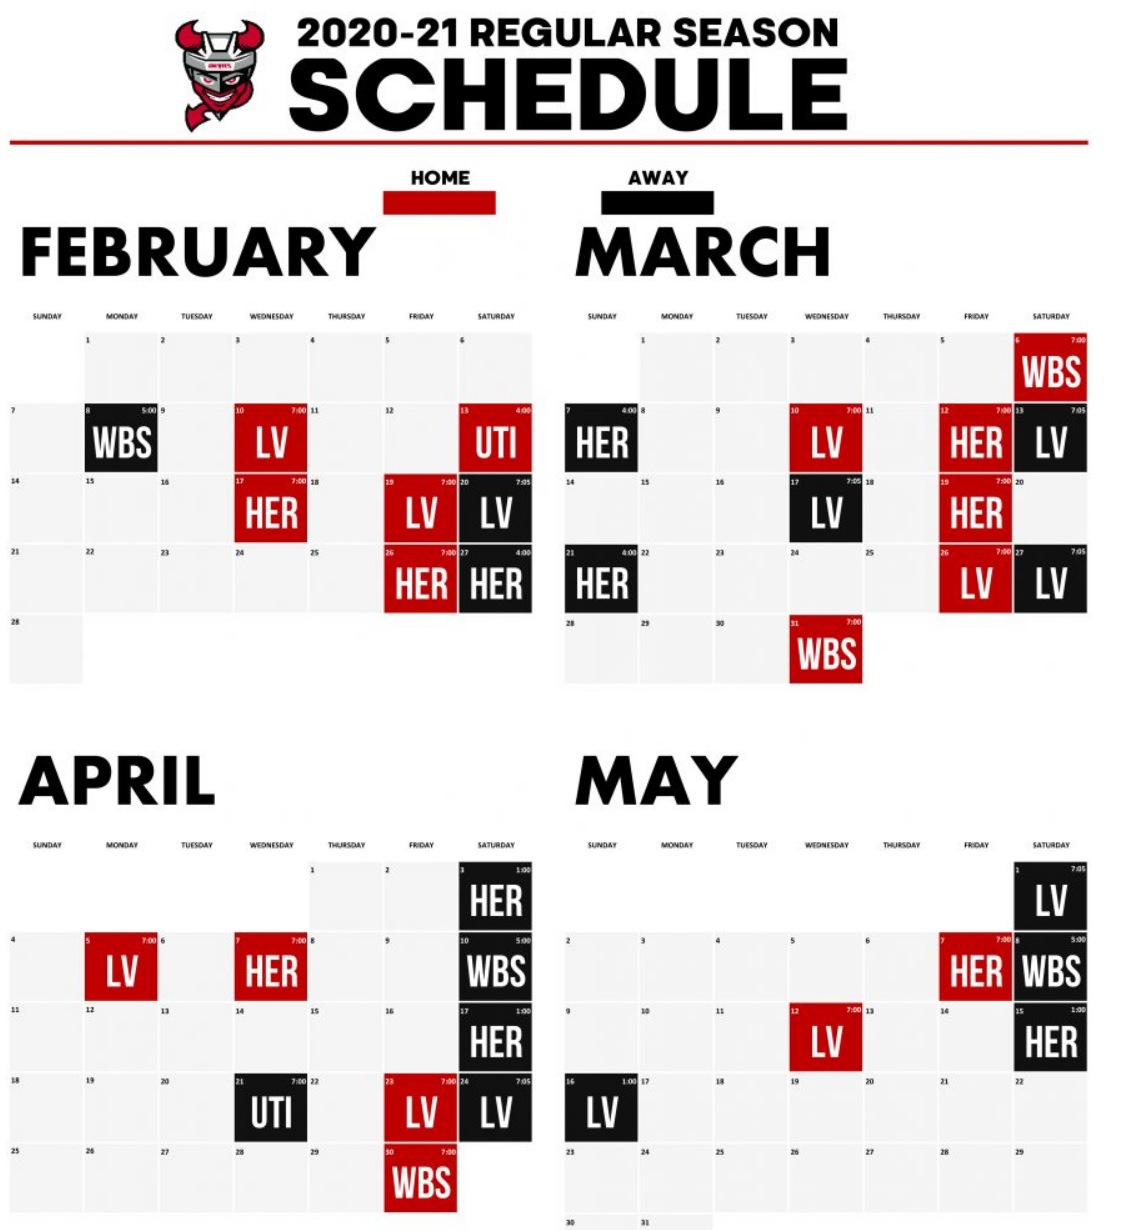 2020-21 REGULAR SEASON
SCHEDULE
HOME AWAY
FEBRUARY
SUNDAY MONDAY TUESDAY WEDNESDAY THURSDAY FRIDAY SATURDAY
1 2 3 4 5 6
7 8 5:00 9 10 7:00 11 12 13 4:00
WBS LV UTI
14 15 16 17 7:00 18 19 7:00 20 7:05
HER LV LV
21 22 23 24 25 26 7:00 27 4:00
HER HER
28
MARCH
SUNDAY MONDAY TUESDAY WEDNESDAY THURSDAY FRIDAY SATURDAY
1 2 3 4 5 6 7:00
WBS
7 4:00 8 9 10 7:00 11 12 7:00 13 7:05
HER LV HER LV
14 15 16 17 7:05 18 19 7:00 20
LV HER
21 4:00 22 23 24 25 26 7:00 27 7:05
HER LV LV
28 29 30 31 7:00
WBS
APRIL
SUNDAY MONDAY TUESDAY WEDNESDAY THURSDAY FRIDAY SATURDAY
1 2 3 1:00
HER
4 5 7:00 6 7 7:00 8 9 10 5:00
LV HER WBS
11 12 13 14 15 16 17 1:00
HER
18 19 20 21 7:00 22 23 7:00 24 7:05
UTI LV LV
25 26 27 28 29 30 7:00
WBS
MAY
SUNDAY MONDAY TUESDAY WEDNESDAY THURSDAY FRIDAY SATURDAY
1 7:05
LV
2 3 4 5 6 7 7:00 8 5:00
HER WBS
9 10 11 12 7:00 13 14 15 1:00
LV HER
16 1:00 17 18 19 20 21 22
LV
23 24 25 26 27 28 29
30 31